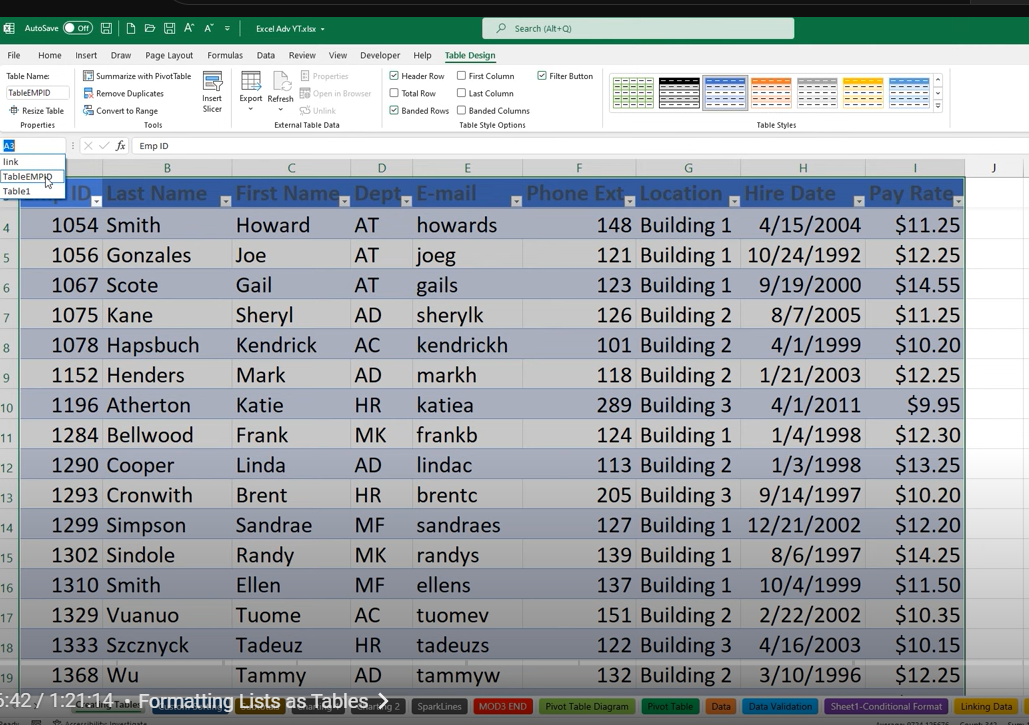 AutoSave Off Excel Adv YT.xlsx Search (Alt+Q)
File Home Insert Draw Page Layout Formulas Data Review View Developer Help Table Design
Table Name:
TableEMPID
Resize Table
Properties
Summarize with PivotTable
Remove Duplicates
Convert to Range
Tools
Insert Slicer
Export Refresh
Properties
Open in Browser
Unlink
External Table Data
Header Row First Column Filter Button
Total Row Last Column
Banded Rows Banded Columns
Table Style Options
Table Styles
A3 fx Emp ID
link
TableEMPID
Table1
B C D E F G H I J
ID Last Name First Name Dept E-mail Phone Ext Location Hire Date Pay Rate
4 1054 Smith Howard AT howards 148 Building 1 4/15/2004 $11.25
5 1056 Gonzales Joe AT joeg 121 Building 1 10/24/1992 $12.25
6 1067 Scote Gail AT gails 123 Building 1 9/19/2000 $14.55
7 1075 Kane Sheryl AD sherylk 126 Building 2 8/7/2005 $11.25
8 1078 Hapsbuch Kendrick AC kendrickh 101 Building 2 4/1/1999 $10.20
9 1152 Henders Mark AD markh 118 Building 2 1/21/2003 $12.25
10 1196 Atherton Katie HR katiea 289 Building 3 4/1/2011 $9.95
11 1284 Bellwood Frank MK frankb 124 Building 1 1/4/1998 $12.30
12 1290 Cooper Linda AD lindac 113 Building 2 1/3/1998 $13.25
13 1293 Cronwith Brent HR brentc 205 Building 3 9/14/1997 $10.20
14 1299 Simpson Sandrae MF sandraes 127 Building 1 12/21/2002 $12.20
15 1302 Sindole Randy MK randys 139 Building 1 8/6/1997 $14.25
16 1310 Smith Ellen MF ellens 137 Building 1 10/4/1999 $11.50
17 1329 Vuanuo Tuome AC tuomev 151 Building 2 2/22/2002 $10.35
18 1333 Szcznyck Tadeuz HR tadeuzs 122 Building 3 4/16/2003 $10.15
19 1368 Wu Tammy AD tammyw 132 Building 2 3/10/1996 $12.25
6:42 / 1:21:14 • Formatting Lists as Tables
SparkLines MOD3 END Pivot Table Diagram Pivot Table Data Data Validation Sheet1-Conditional Format Linking Data